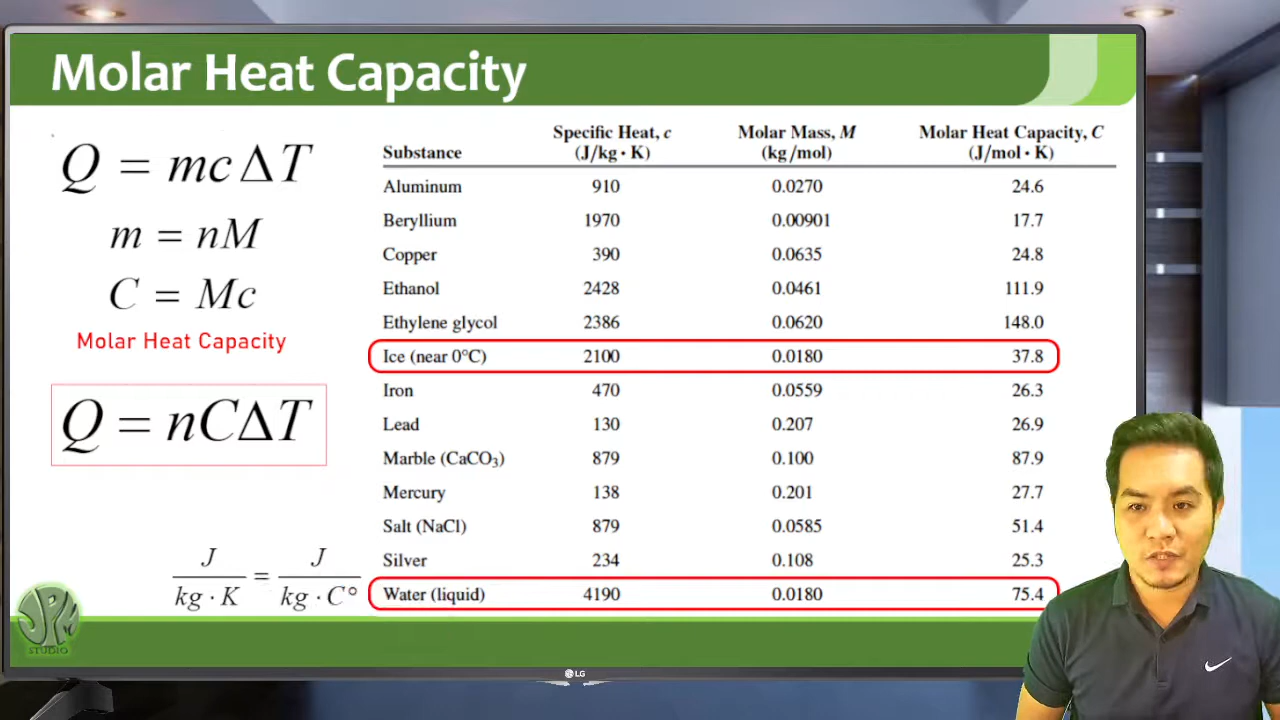 Molar Heat Capacity
Q = mcΔT
m = nM
C = Mc
Molar Heat Capacity
Q = nCΔT
J/kg · K = J/kg · C°
Substance	Specific Heat, c (J/kg · K)	Molar Mass, M (kg/mol)	Molar Heat Capacity, C (J/mol · K)
Aluminum	910	0.0270	24.6
Beryllium	1970	0.00901	17.7
Copper	390	0.0635	24.8
Ethanol	2428	0.0461	111.9
Ethylene glycol	2386	0.0620	148.0
Ice (near 0°C)	2100	0.0180	37.8
Iron	470	0.0559	26.3
Lead	130	0.207	26.9
Marble (CaCO₃)	879	0.100	87.9
Mercury	138	0.201	27.7
Salt (NaCl)	879	0.0585	51.4
Silver	234	0.108	25.3
Water (liquid)	4190	0.0180	75.4
JPM
STUDIO
LG